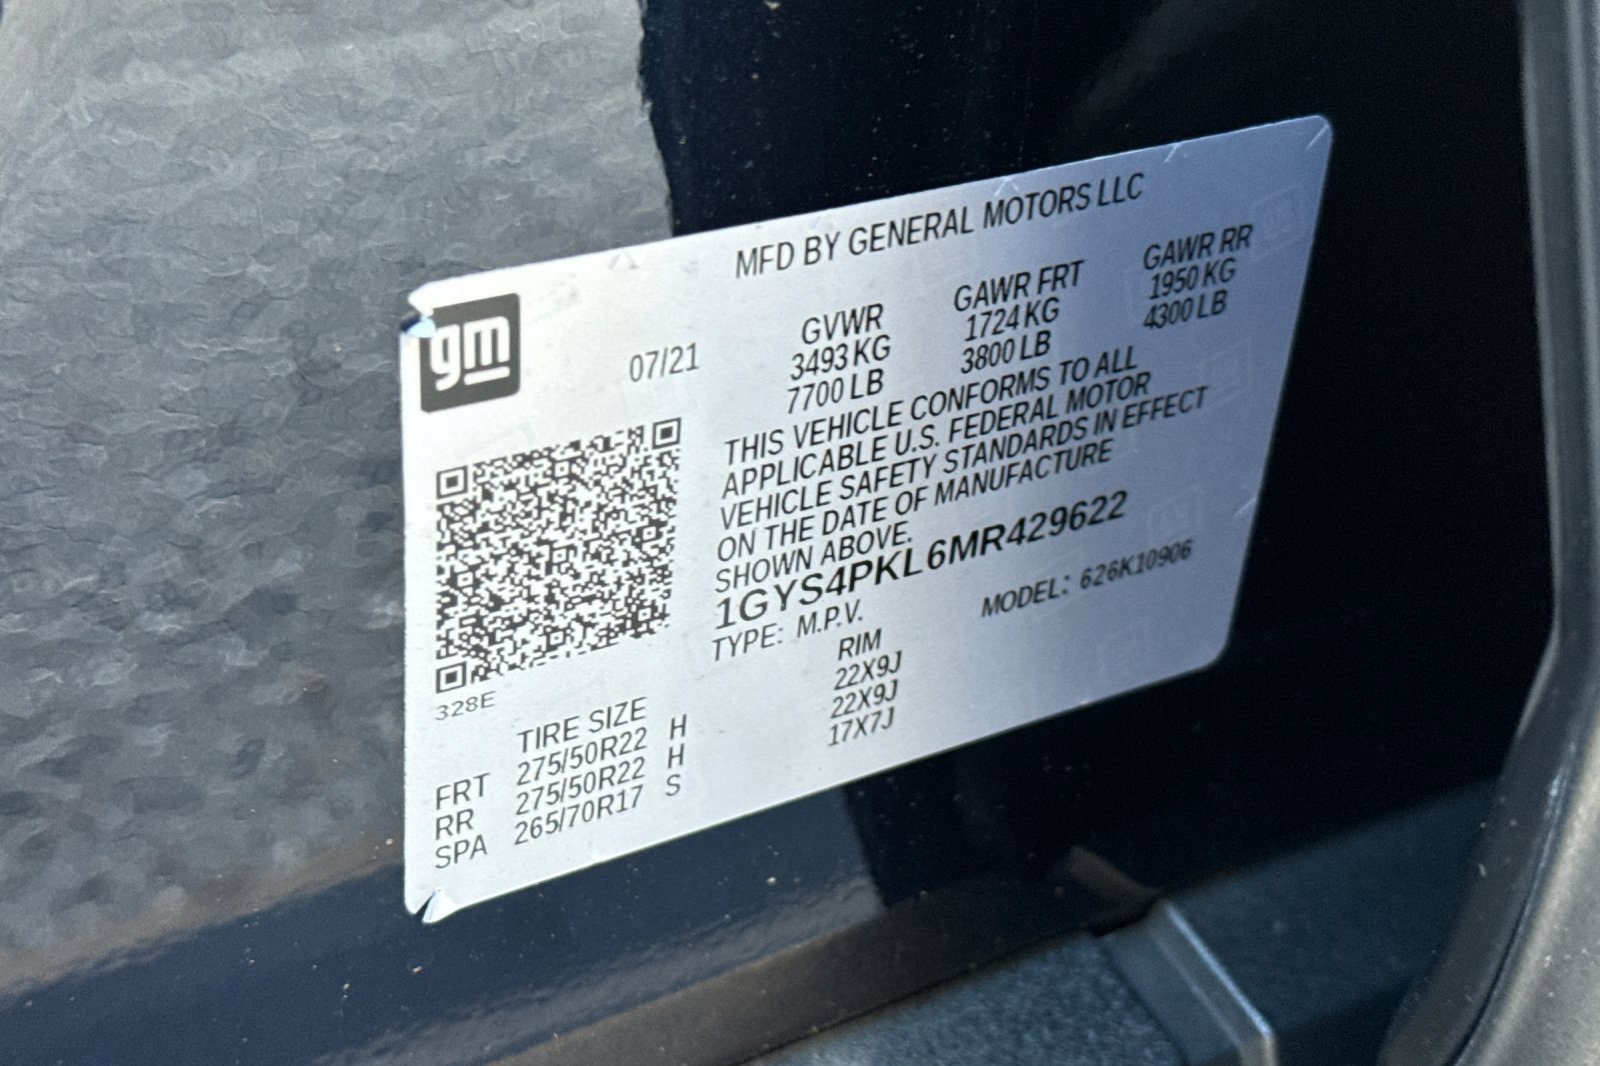 MFD BY GENERAL MOTORS LLC
gm
07/21
GVWR GAWR FRT GAWR RR
3493 KG 1724 KG 1950 KG
7700 LB 3800 LB 4300 LB
THIS VEHICLE CONFORMS TO ALL
APPLICABLE U.S. FEDERAL MOTOR
VEHICLE SAFETY STANDARDS IN EFFECT
ON THE DATE OF MANUFACTURE
SHOWN ABOVE.
1GYS4PKL6MR429622
TYPE: M.P.V. MODEL: 626K10906
328E
TIRE SIZE RIM
FRT 275/50R22 H 22X9J
RR 275/50R22 H 22X9J
SPA 265/70R17 S 17X7J